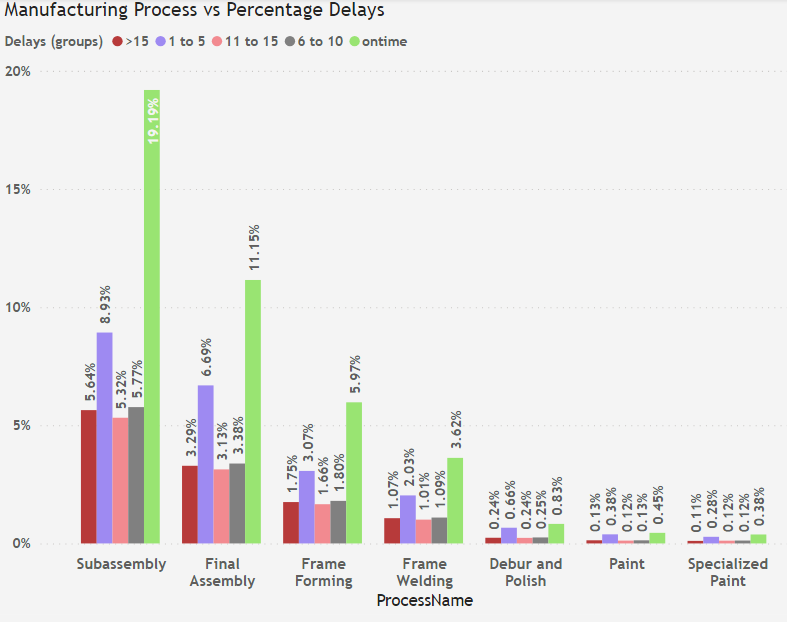 Manufacturing Process vs Percentage Delays
Delays (groups) >15 1 to 5 11 to 15 6 to 10 ontime
20%
15%
10%
5%
0%
5.64% 8.93% 5.32% 5.77% 19.19%
3.29% 6.69% 3.13% 3.38% 11.15%
1.75% 3.07% 1.66% 1.80% 5.97%
1.07% 2.03% 1.01% 1.09% 3.62%
0.24% 0.66% 0.24% 0.25% 0.83%
0.13% 0.38% 0.12% 0.13% 0.45%
0.11% 0.28% 0.12% 0.12% 0.38%
Subassembly
Final
Assembly
Frame
Forming
Frame
Welding
Debur and
Polish
Paint
Specialized
Paint
ProcessName